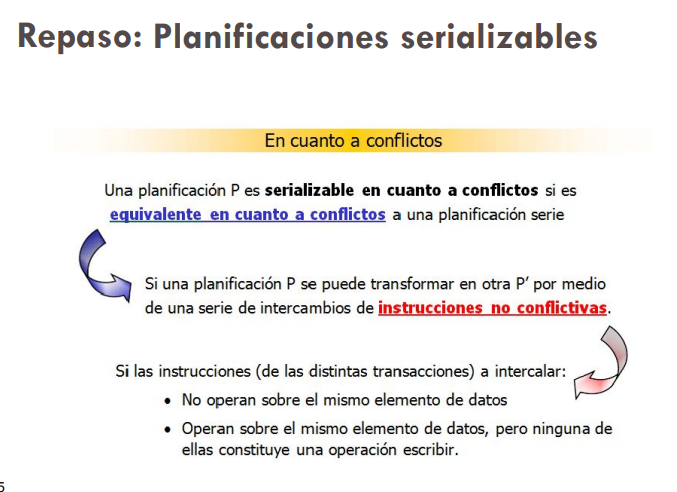 Repaso: Planificaciones serializables
En cuanto a conflictos
Una planificación P es serializable en cuanto a conflictos si es
equivalente en cuanto a conflictos a una planificación serie
Si una planificación P se puede transformar en otra P’ por medio
de una serie de intercambios de instrucciones no conflictivas.
Si las instrucciones (de las distintas transacciones) a intercalar:
• No operan sobre el mismo elemento de datos
• Operan sobre el mismo elemento de datos, pero ninguna de
ellas constituye una operación escribir.
5